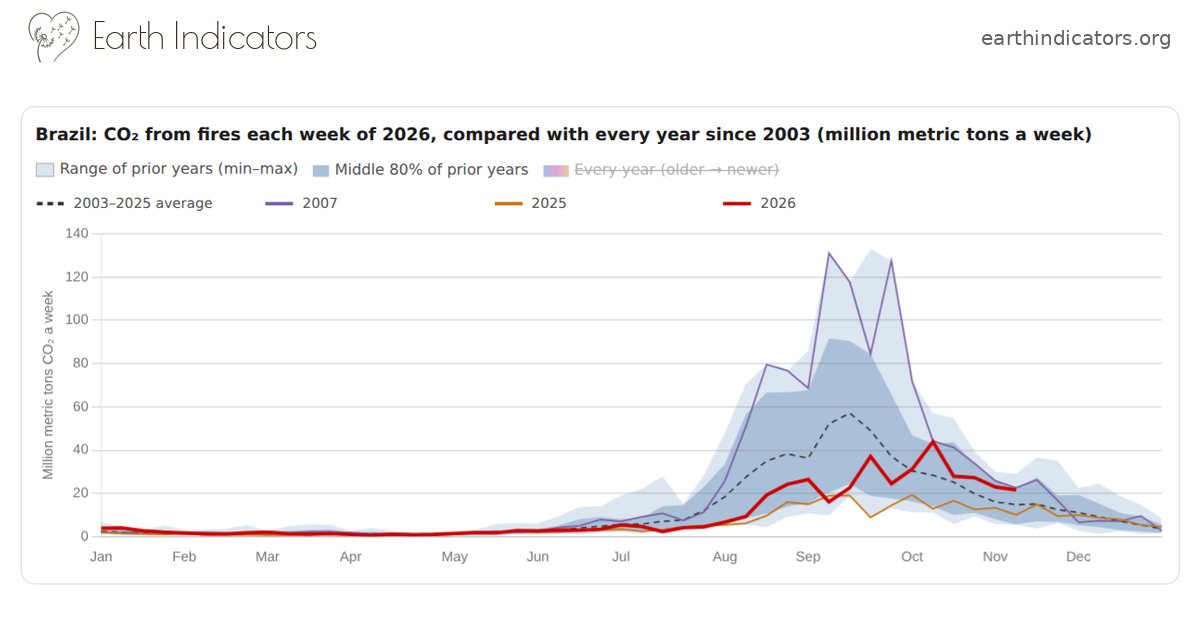 Earth Indicators
earthindicators.org
Brazil: CO₂ from fires each week of 2026, compared with every year since 2003 (million metric tons a week)
Range of prior years (min–max) Middle 80% of prior years Every year (older → newer)
2003–2025 average 2007 2025 2026
Million metric tons CO₂ a week
140
120
100
80
60
40
20
0
Jan Feb Mar Apr May Jun Jul Aug Sep Oct Nov Dec